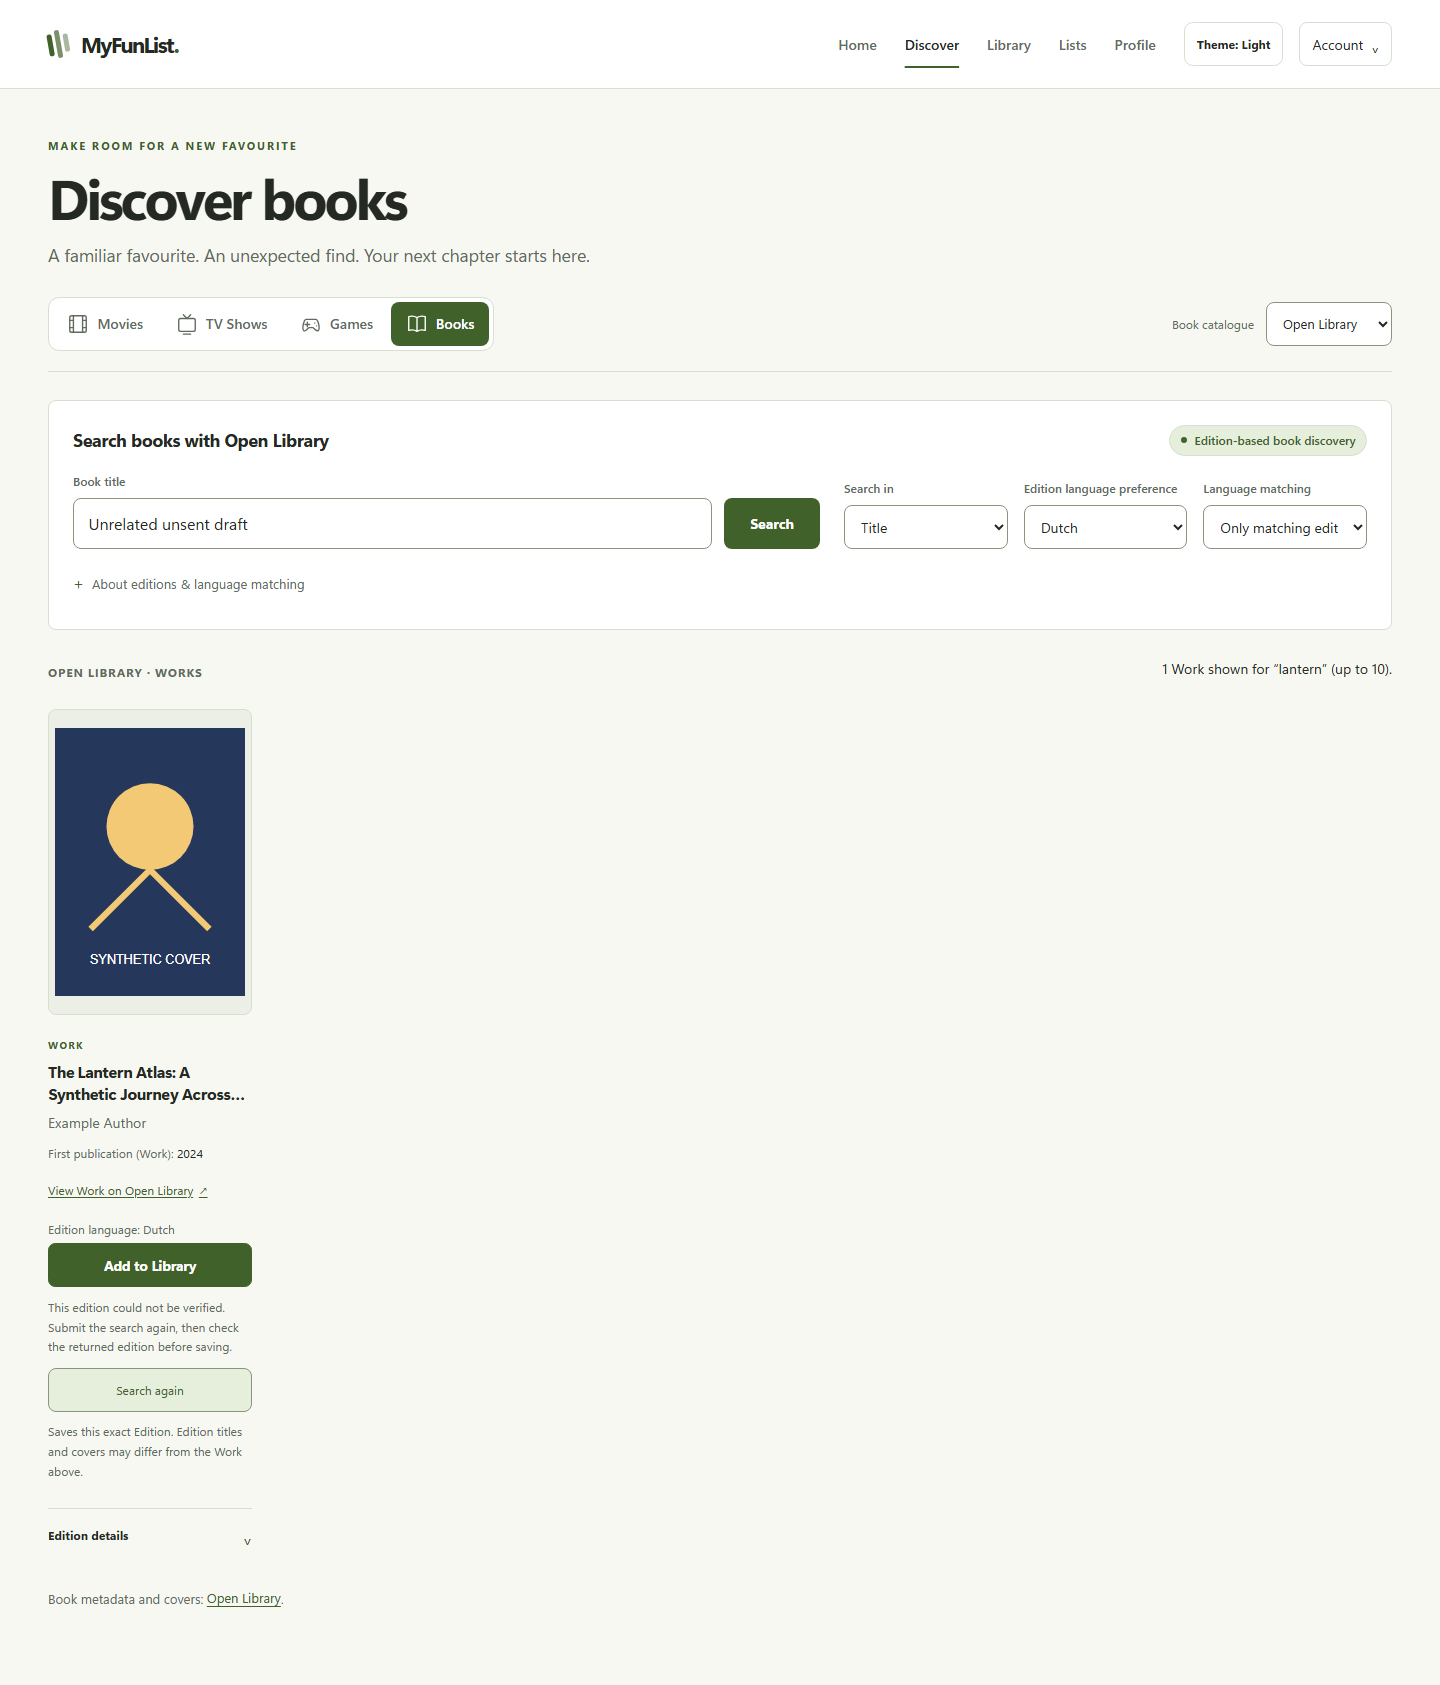 MyFunList.
Home Discover Library Lists Profile Theme: Light Account
MAKE ROOM FOR A NEW FAVOURITE
Discover books
A familiar favourite. An unexpected find. Your next chapter starts here.
Movies TV Shows Games Books
Book catalogue Open Library
Search books with Open Library
Edition-based book discovery
Book title
Unrelated unsent draft
Search
Search in
Title
Edition language preference
Dutch
Language matching
Only matching edit
+ About editions & language matching
OPEN LIBRARY · WORKS
1 Work shown for “lantern” (up to 10).
SYNTHETIC COVER
WORK
The Lantern Atlas: A
Synthetic Journey Across…
Example Author
First publication (Work): 2024
View Work on Open Library ↗
Edition language: Dutch
Add to Library
This edition could not be verified.
Submit the search again, then check
the returned edition before saving.
Search again
Saves this exact Edition. Edition titles
and covers may differ from the Work
above.
Edition details
Book metadata and covers: Open Library.